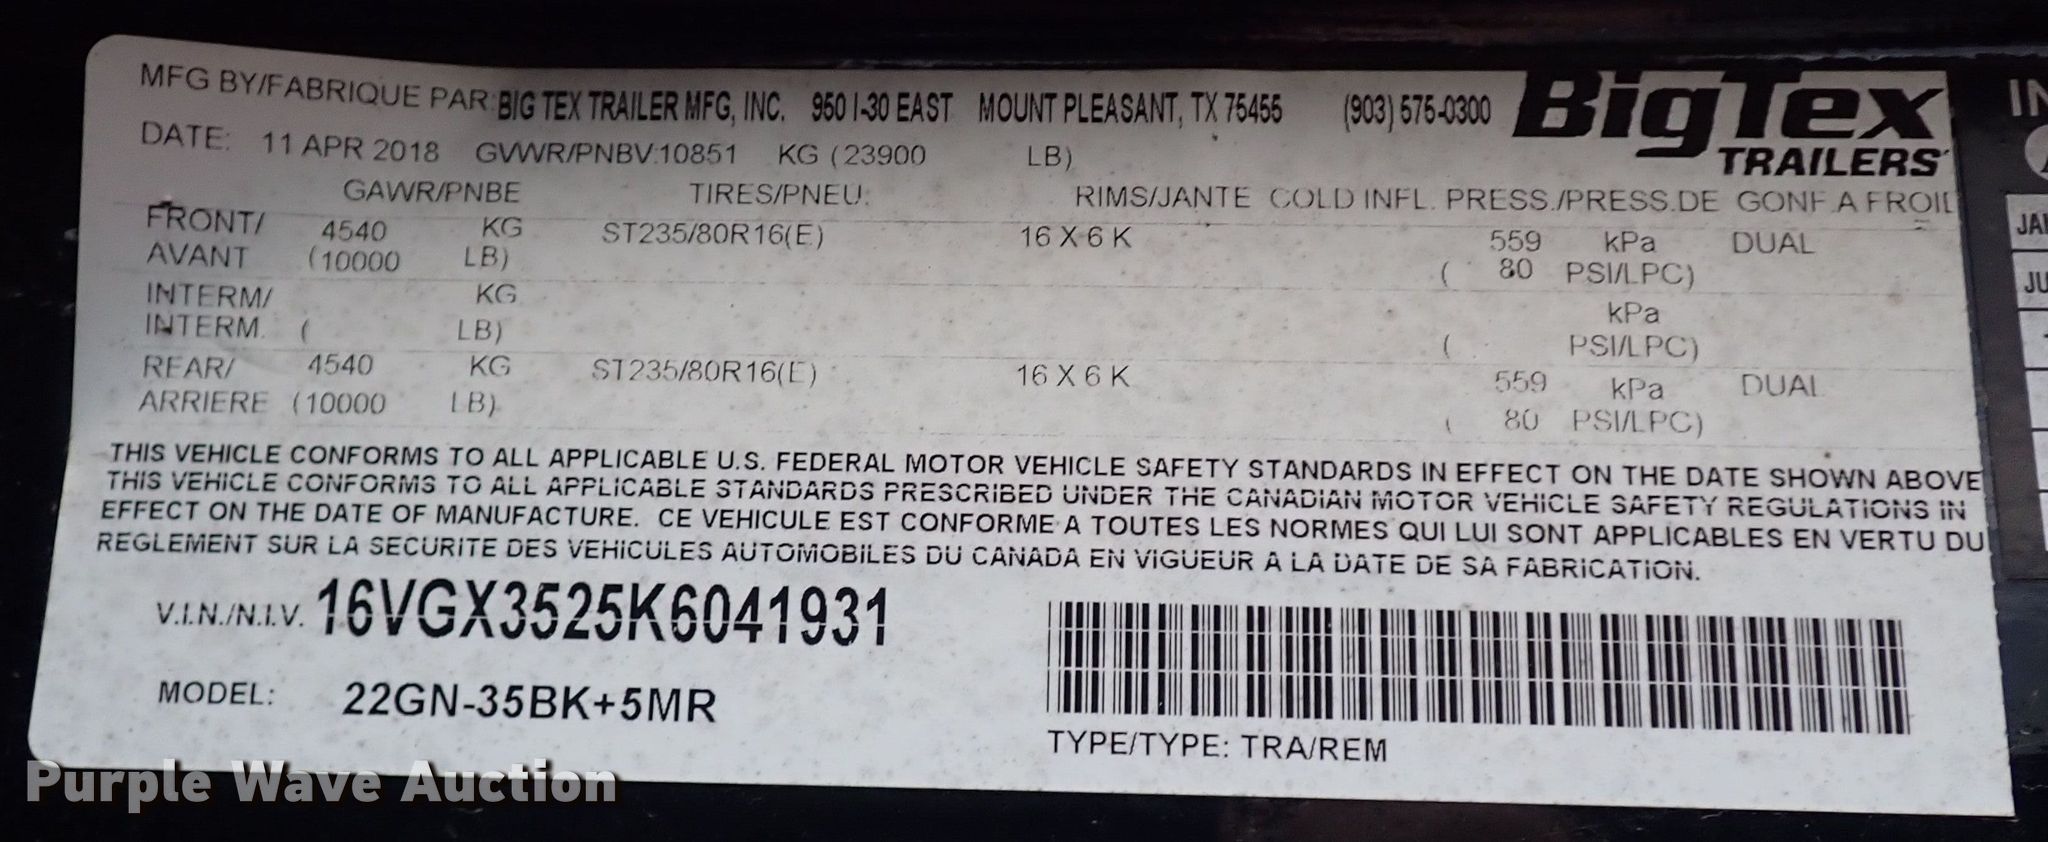 MFG BY/FABRIQUE PAR: BIG TEX TRAILER MFG, INC. 950 I-30 EAST MOUNT PLEASANT, TX 75455 (903) 575-0300 BigTex TRAILERS
DATE: 11 APR 2018 GVWR/PNBV:10851 KG (23900 LB)
GAWR/PNBE TIRES/PNEU: RIMS/JANTE COLD INFL. PRESS./PRESS.DE GONF.A FROID
FRONT/ 4540 KG ST235/80R16(E) 16 X 6 K 559 kPa DUAL
AVANT (10000 LB) ( 80 PSI/LPC)
INTERM/ KG kPa
INTERM. ( LB) ( PSI/LPC)
REAR/ 4540 KG ST235/80R16(E) 16 X 6 K 559 kPa DUAL
ARRIERE (10000 LB) ( 80 PSI/LPC)
THIS VEHICLE CONFORMS TO ALL APPLICABLE U.S. FEDERAL MOTOR VEHICLE SAFETY STANDARDS IN EFFECT ON THE DATE SHOWN ABOVE
THIS VEHICLE CONFORMS TO ALL APPLICABLE STANDARDS PRESCRIBED UNDER THE CANADIAN MOTOR VEHICLE SAFETY REGULATIONS IN
EFFECT ON THE DATE OF MANUFACTURE. CE VEHICULE EST CONFORME A TOUTES LES NORMES QUI LUI SONT APPLICABLES EN VERTU DU
REGLEMENT SUR LA SECURITE DES VEHICULES AUTOMOBILES DU CANADA EN VIGUEUR A LA DATE DE SA FABRICATION.
V.I.N./N.I.V. 16VGX3525K6041931
MODEL: 22GN-35BK+5MR
TYPE/TYPE: TRA/REM
Purple Wave Auction